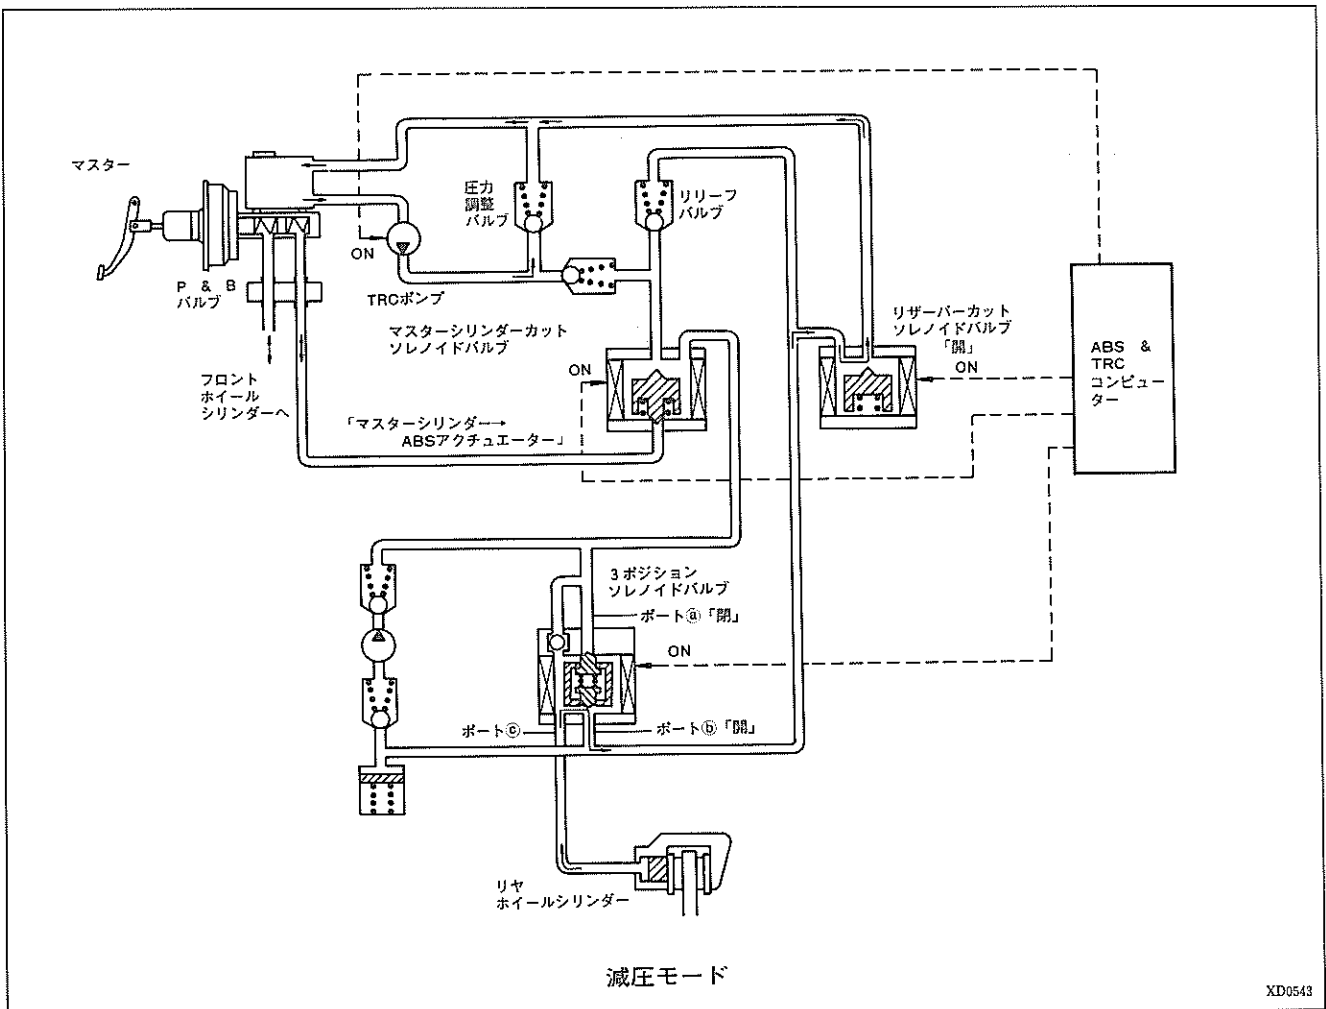 マスター
P & B
バルブ
フロント
ホイール
シリンダーへ
ON
TRCポンプ
圧力
調整
バルブ
リリーフ
バルブ
マスターシリンダーカット
ソレノイドバルブ
ON
「マスターシリンダー→
ABSアクチュエーター」
リザーバーカット
ソレノイドバルブ
「開」
ON
ABS &
TRC
コンピュー
ター
3ポジション
ソレノイドバルブ
ポートⓐ「閉」
ON
ポートⓒ
ポートⓑ「開」
リヤ
ホイールシリンダー
減圧モード
XD0543